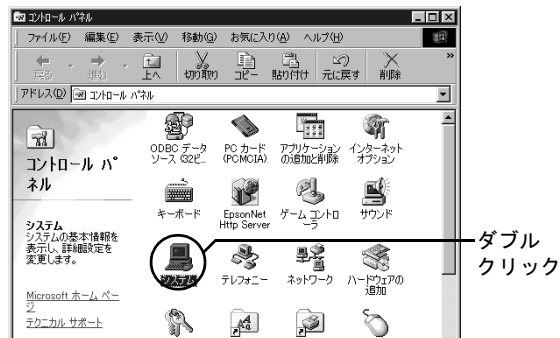 コントロール パネル
ファイル(F) 編集(E) 表示(V) 移動(G) お気に入り(A) ヘルプ(H)
戻る 進む 上へ 切り取り コピー 貼り付け 元に戻す 削除 »
アドレス(D) コントロール パネル
コントロール パ
ネル
システム
システムの基本情報を
表示し、詳細設定を
変更します。
Microsoft ホーム ペー
ジ
テクニカル サポート
ODBC データ
ソース (32ビ...
PC カード
(PCMCIA)
アプリケーション
の追加と削除
インターネット
オプション
キーボード
EpsonNet
Http Server
ゲーム コントロ
ーラ
サウンド
システム
テレフォニー
ネットワーク
ハードウェアの
追加
ダブル
クリック